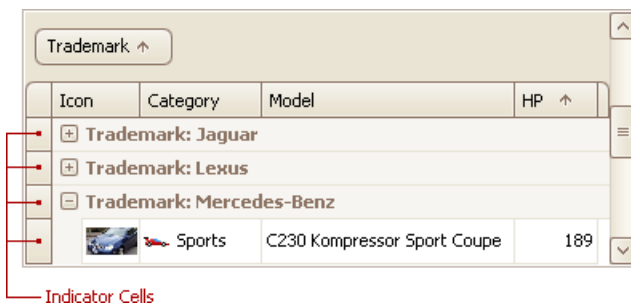 Trademark
Icon Category Model HP
Trademark: Jaguar
Trademark: Lexus
Trademark: Mercedes-Benz
Sports C230 Kompressor Sport Coupe 189
Indicator Cells